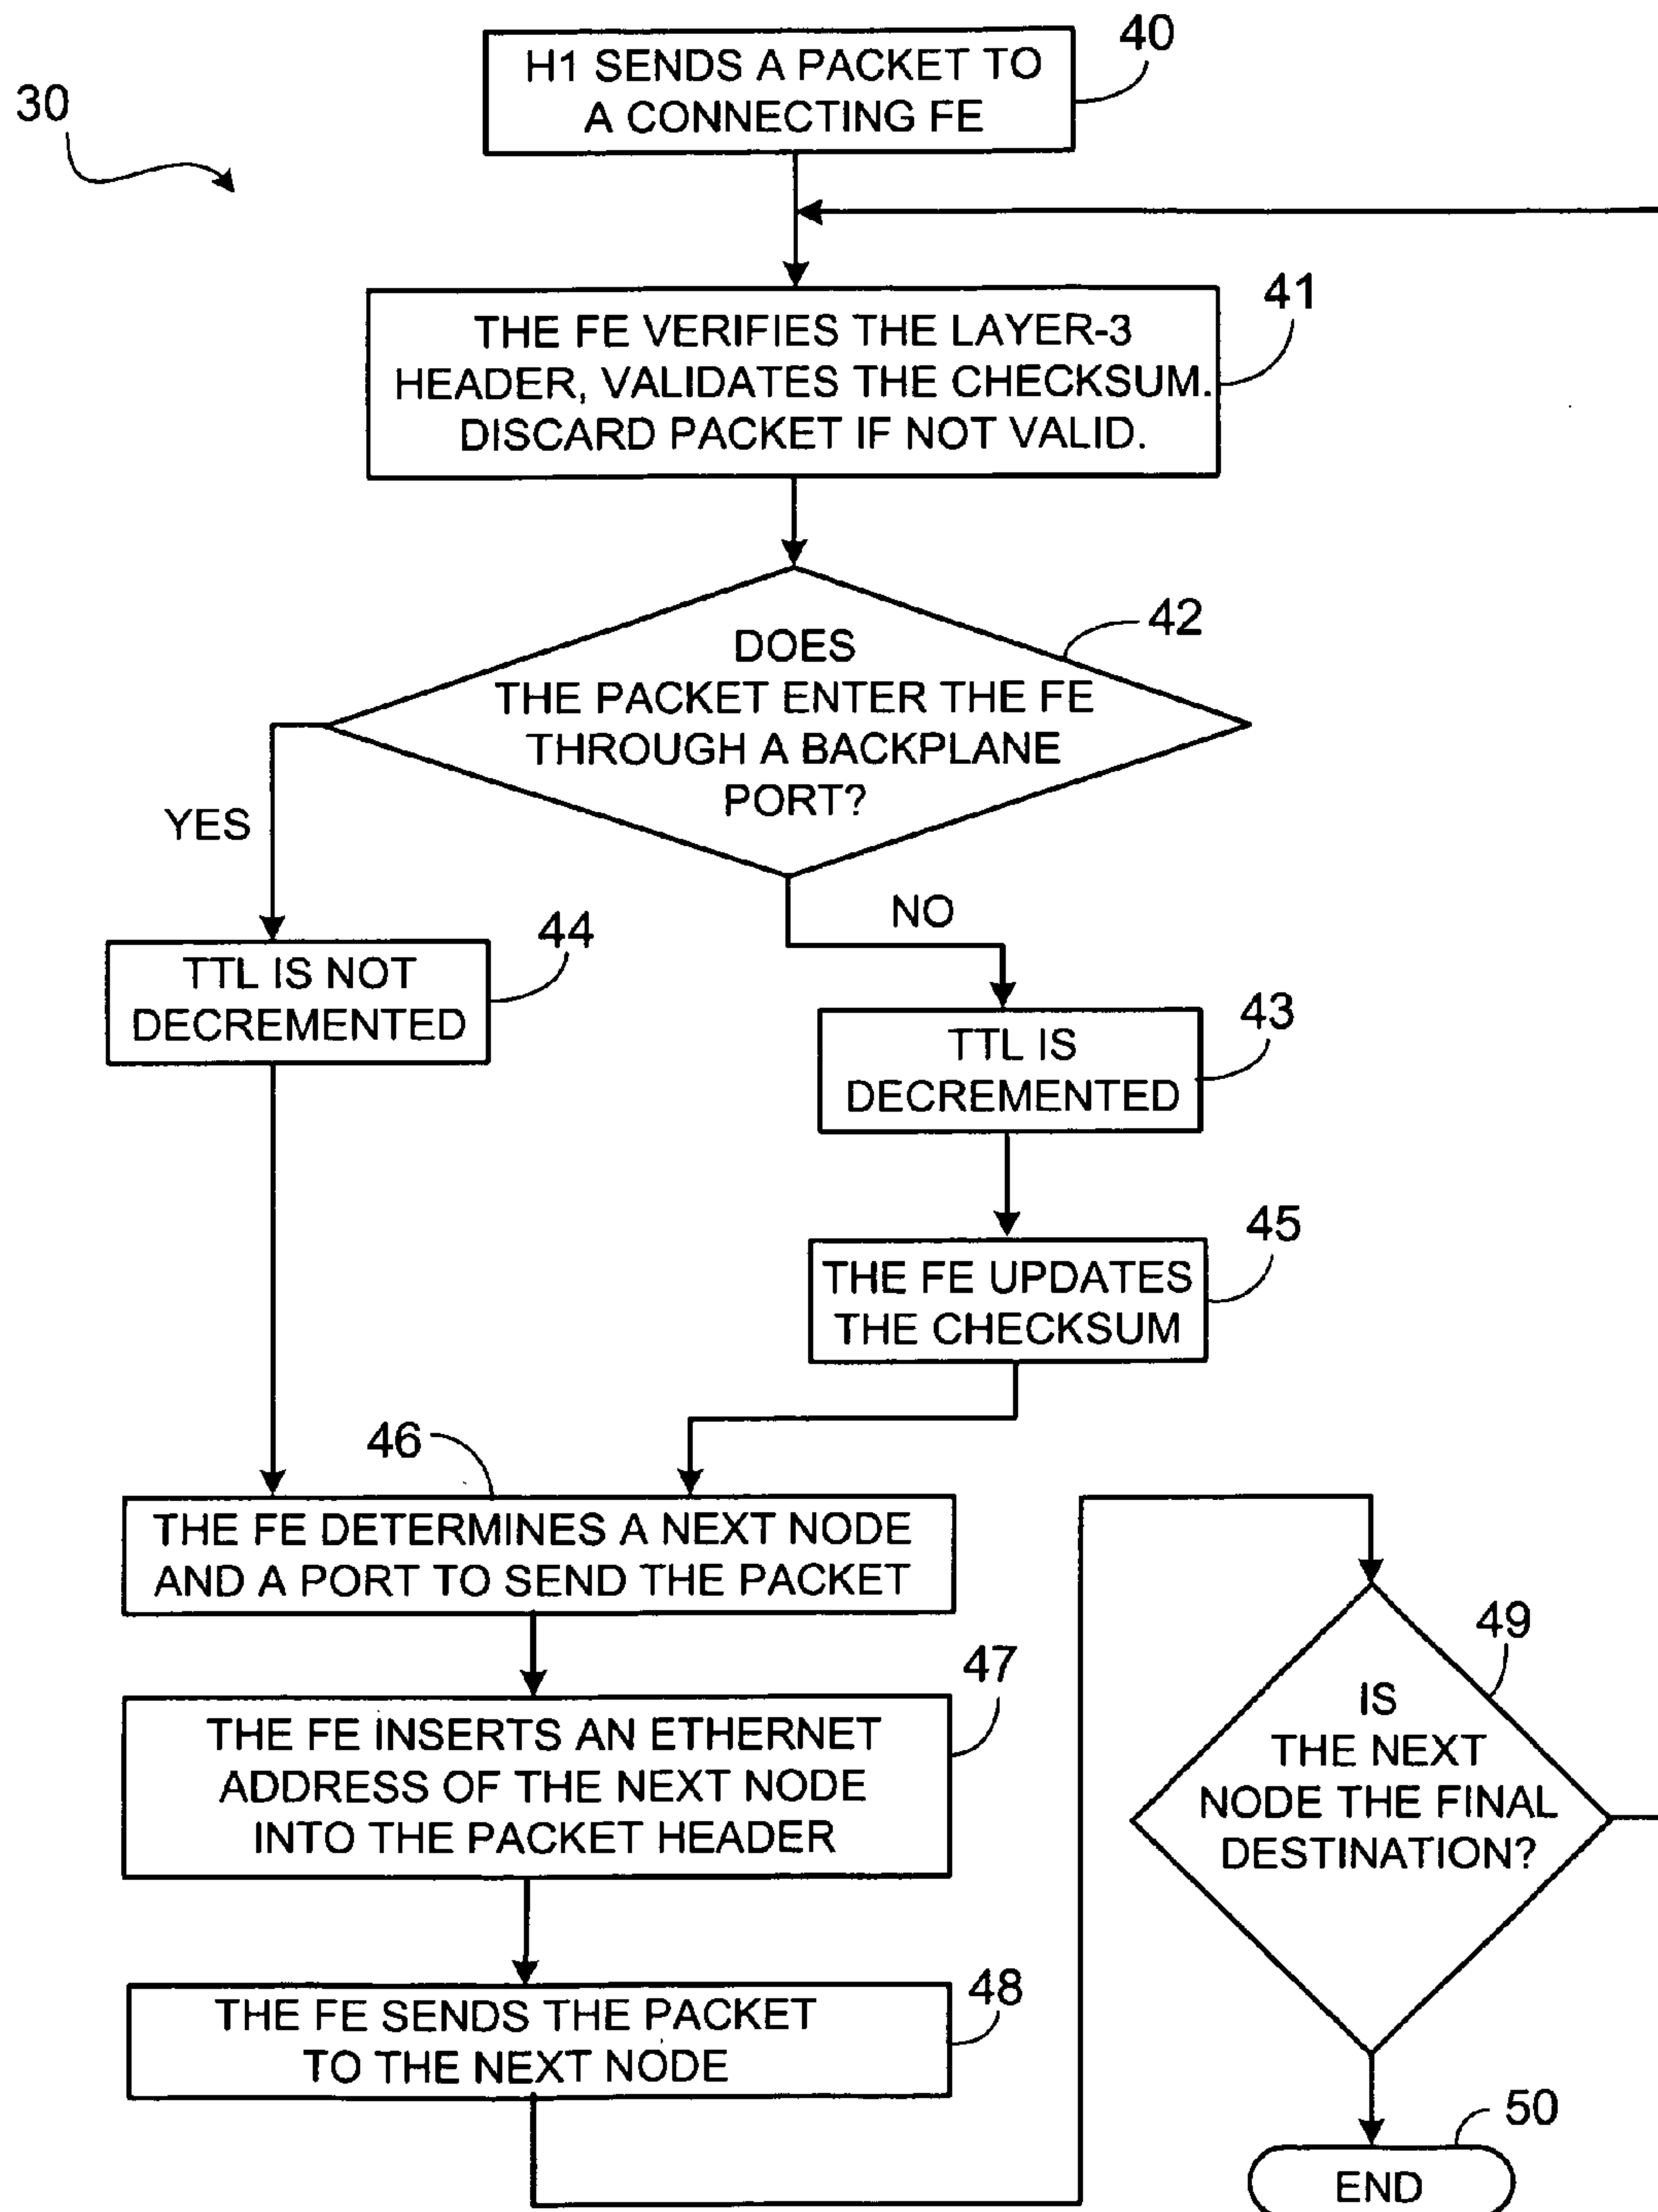 30
H1 SENDS A PACKET TO
A CONNECTING FE
40
THE FE VERIFIES THE LAYER-3
HEADER, VALIDATES THE CHECKSUM.
DISCARD PACKET IF NOT VALID.
41
DOES
THE PACKET ENTER THE FE
THROUGH A BACKPLANE
PORT?
42
YES
NO
TTL IS NOT
DECREMENTED
44
TTL IS
DECREMENTED
43
THE FE UPDATES
THE CHECKSUM
45
46
THE FE DETERMINES A NEXT NODE
AND A PORT TO SEND THE PACKET
THE FE INSERTS AN ETHERNET
ADDRESS OF THE NEXT NODE
INTO THE PACKET HEADER
47
THE FE SENDS THE PACKET
TO THE NEXT NODE
48
IS
THE NEXT
NODE THE FINAL
DESTINATION?
49
END
50